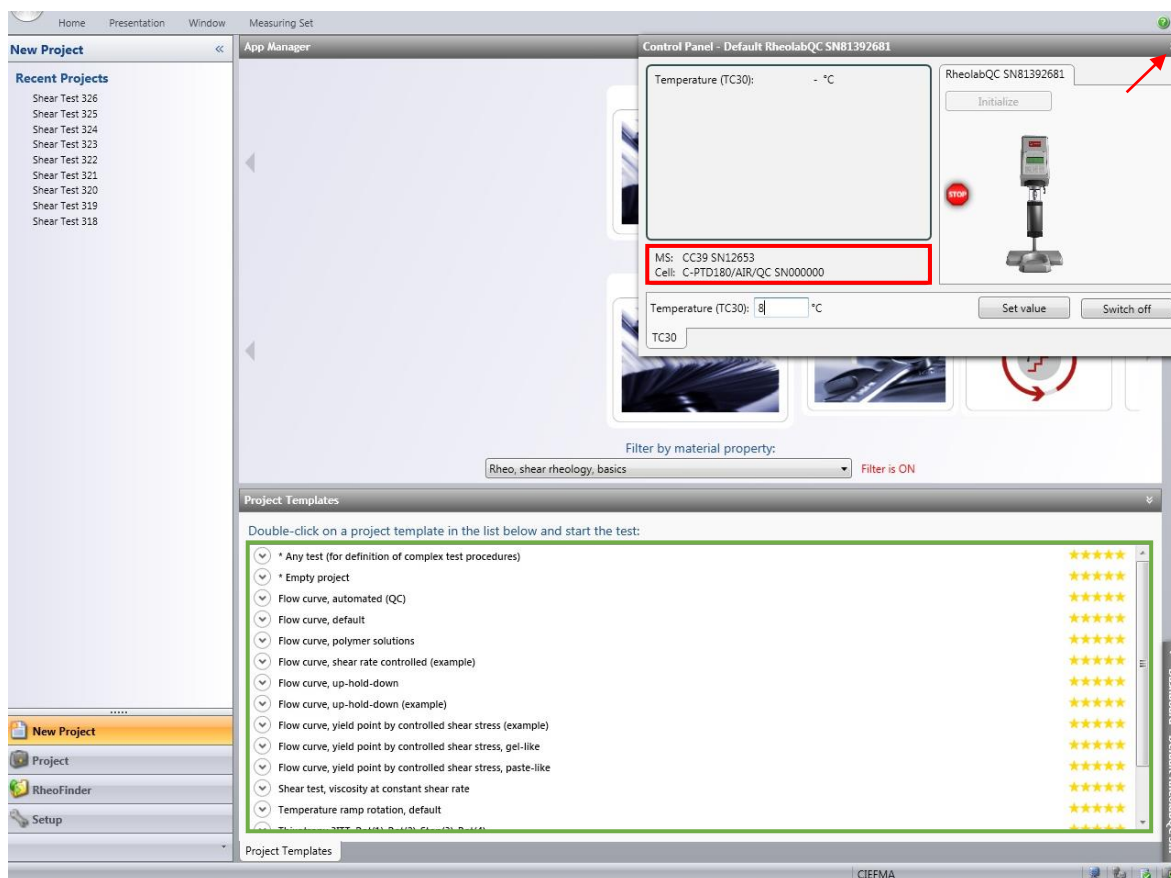 Home Presentation Window Measuring Set
New Project
App Manager
Control Panel - Default RheolabQC SN81392681
Recent Projects
Shear Test 326
Shear Test 325
Shear Test 324
Shear Test 323
Shear Test 322
Shear Test 321
Shear Test 320
Shear Test 319
Shear Test 318
Temperature (TC30): - °C
RheolabQC SN81392681
Initialize
STOP
MS: CC39 SN12653
Cell: C-PTD180/AIR/QC SN000000
Temperature (TC30): 8 °C
Set value
Switch off
TC30
Filter by material property:
Rheo, shear rheology, basics
Filter is ON
Project Templates
Double-click on a project template in the list below and start the test:
* Any test (for definition of complex test procedures)
* Empty project
Flow curve, automated (QC)
Flow curve, default
Flow curve, polymer solutions
Flow curve, shear rate controlled (example)
Flow curve, up-hold-down
Flow curve, up-hold-down (example)
Flow curve, yield point by controlled shear stress (example)
Flow curve, yield point by controlled shear stress, gel-like
Flow curve, yield point by controlled shear stress, paste-like
Shear test, viscosity at constant shear rate
Temperature ramp rotation, default
New Project
Project
RheoFinder
Setup
Project Templates
CIEFMA